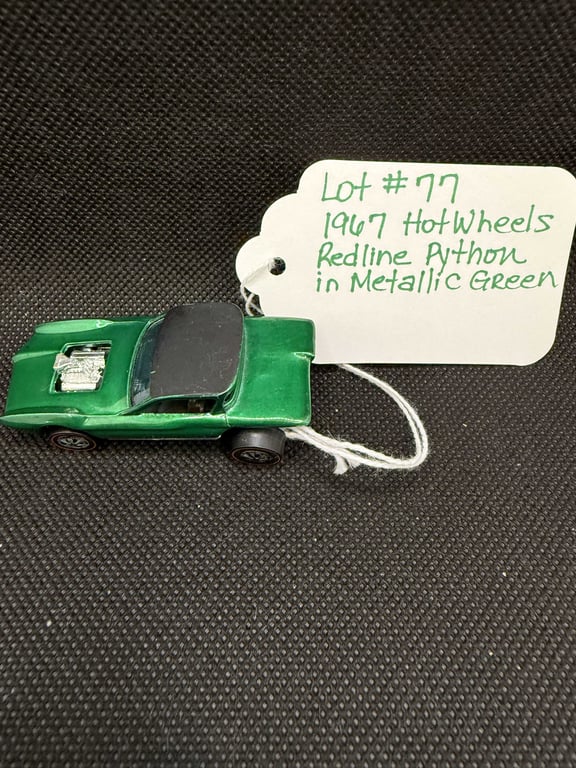 Lot #77
1967 HotWheels
Redline Python
in Metallic Green